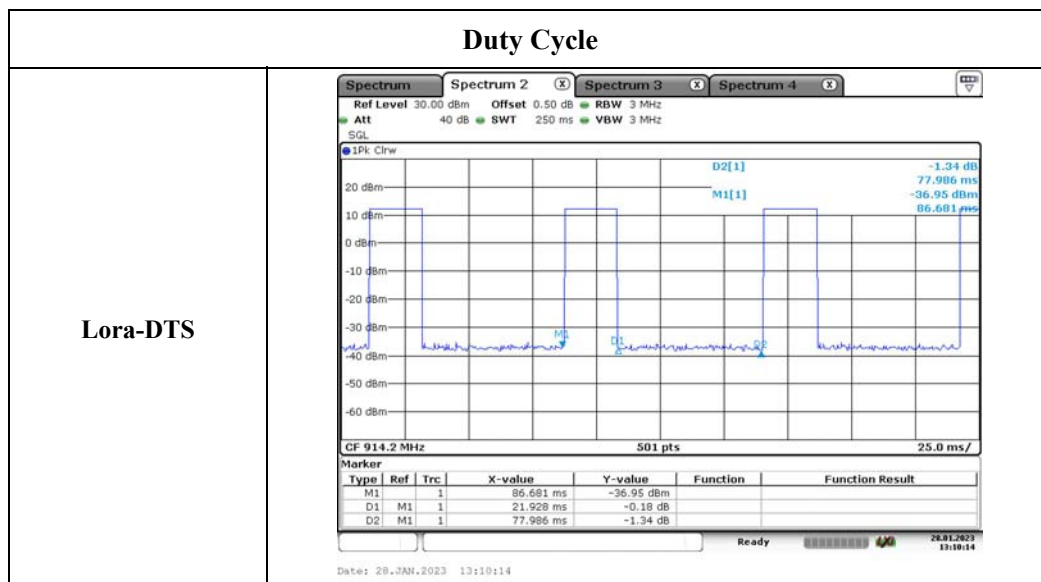 Duty Cycle
Lora-DTS
Spectrum Spectrum 2 X Spectrum 3 X Spectrum 4 X
Ref Level 30.00 dBm Offset 0.50 dB RBW 3 MHz
Att 40 dB SWT 250 ms VBW 3 MHz
SGL
1Pk Clrw
D2[1] -1.34 dB
77.986 ms
M1[1] -36.95 dBm
86.681 ms
20 dBm
10 dBm
0 dBm
-10 dBm
-20 dBm
-30 dBm
M1 D1 D2
-40 dBm
-50 dBm
-60 dBm
CF 914.2 MHz 501 pts 25.0 ms/
Marker
Type Ref Trc X-value Y-value Function Function Result
M1 1 86.681 ms -36.95 dBm
D1 M1 1 21.928 ms -0.18 dB
D2 M1 1 77.986 ms -1.34 dB
Ready 28.01.2023
13:10:14
Date: 28.JAN.2023 13:10:14